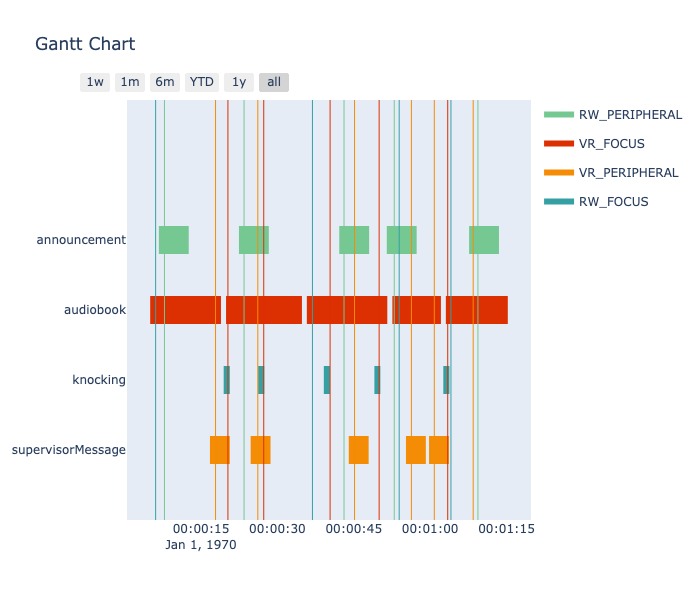 Gantt Chart
1w 1m 6m YTD 1y all
RW_PERIPHERAL
VR_FOCUS
VR_PERIPHERAL
RW_FOCUS
announcement
audiobook
knocking
supervisorMessage
00:00:15 00:00:30 00:00:45 00:01:00 00:01:15
Jan 1, 1970